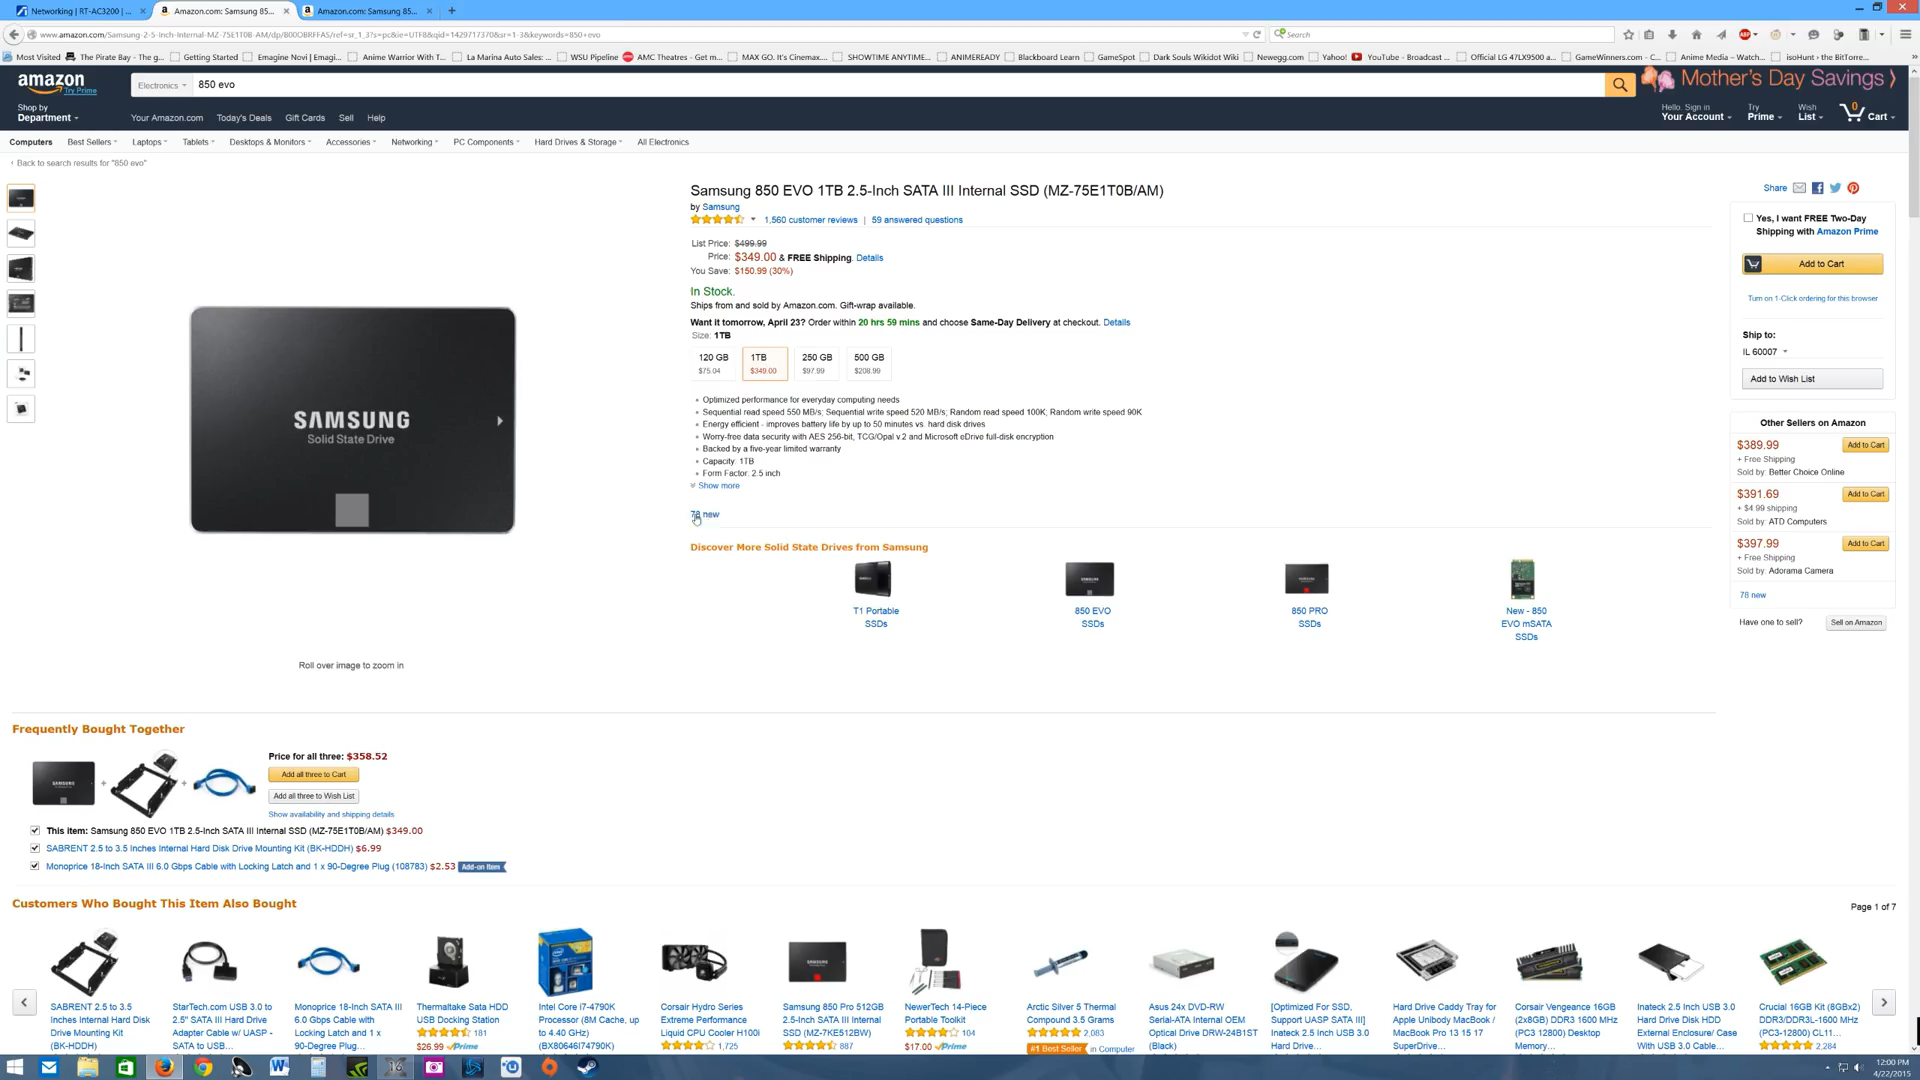 Networking | RT-AC3200 | ...
Amazon.com: Samsung 85...
Amazon.com: Samsung 85...
www.amazon.com/Samsung-2-5-Inch-Internal-MZ-75E1T0B-AM/dp/B00OBRFFAS/ref=sr_1_3?s=pc&ie=UTF8&qid=1429717370&sr=1-3&keywords=850+evo
Search
Most Visited The Pirate Bay - The g... Getting Started Emagine Novi | Emagi... Anime Warrior With T... La Marina Auto Sales: ... WSU Pipeline AMC Theatres - Get m... MAX GO. It's Cinemax.... SHOWTIME ANYTIME... ANIMEREADY Blackboard Learn GameSpot Dark Souls Wikidot Wiki Newegg.com Yahoo! YouTube - Broadcast ... Official LG 47LX9500 a... GameWinners.com - C... Anime Media – Watch... isoHunt › the BitTorre...
amazon
Try Prime
Electronics
850 evo
Mother's Day Savings
Shop by
Department
Your Amazon.com Today's Deals Gift Cards Sell Help
Hello. Sign in
Your Account
Try
Prime
Wish
List
0
Cart
Computers Best Sellers Laptops Tablets Desktops & Monitors Accessories Networking PC Components Hard Drives & Storage All Electronics
‹ Back to search results for "850 evo"
SAMSUNG
Solid State Drive
Roll over image to zoom in
Samsung 850 EVO 1TB 2.5-Inch SATA III Internal SSD (MZ-75E1T0B/AM)
by Samsung
1,560 customer reviews | 59 answered questions
List Price: $499.99
Price: $349.00 & FREE Shipping. Details
You Save: $150.99 (30%)
In Stock.
Ships from and sold by Amazon.com. Gift-wrap available.
Want it tomorrow, April 23? Order within 20 hrs 59 mins and choose Same-Day Delivery at checkout. Details
Size: 1TB
120 GB 1TB 250 GB 500 GB
$75.04 $349.00 $97.99 $208.99
Optimized performance for everyday computing needs
Sequential read speed 550 MB/s; Sequential write speed 520 MB/s; Random read speed 100K; Random write speed 90K
Energy efficient - improves battery life by up to 50 minutes vs. hard disk drives
Worry-free data security with AES 256-bit, TCG/Opal v.2 and Microsoft eDrive full-disk encryption
Backed by a five-year limited warranty
Capacity: 1TB
Form Factor: 2.5 inch
Show more
78 new
Discover More Solid State Drives from Samsung
T1 Portable
SSDs
850 EVO
SSDs
850 PRO
SSDs
New - 850
EVO mSATA
SSDs
Share
Yes, I want FREE Two-Day
Shipping with Amazon Prime
Add to Cart
Turn on 1-Click ordering for this browser
Ship to:
IL 60007
Add to Wish List
Other Sellers on Amazon
$389.99 Add to Cart
+ Free Shipping
Sold by: Better Choice Online
$391.69 Add to Cart
+ $4.99 shipping
Sold by: ATD Computers
$397.99 Add to Cart
+ Free Shipping
Sold by: Adorama Camera
78 new
Have one to sell? Sell on Amazon
Frequently Bought Together
Price for all three: $358.52
Add all three to Cart
Add all three to Wish List
Show availability and shipping details
This item: Samsung 850 EVO 1TB 2.5-Inch SATA III Internal SSD (MZ-75E1T0B/AM) $349.00
SABRENT 2.5 to 3.5 Inches Internal Hard Disk Drive Mounting Kit (BK-HDDH) $6.99
Monoprice 18-Inch SATA III 6.0 Gbps Cable with Locking Latch and 1 x 90-Degree Plug (108783) $2.53 Add-on Item
Customers Who Bought This Item Also Bought
Page 1 of 7
SABRENT 2.5 to 3.5
Inches Internal Hard
Disk Drive Mounting Kit
(BK-HDDH)
StarTech.com USB 3.0 to
2.5" SATA III Hard Drive
Adapter Cable w/ UASP -
SATA to USB...
Monoprice 18-Inch SATA III
6.0 Gbps Cable with
Locking Latch and 1 x
90-Degree Plug...
Thermaltake Sata HDD
USB Docking Station
181
$26.99 Prime
Intel Core i7-4790K
Processor (8M Cache, up
to 4.40 GHz)
(BX80646I74790K)
Corsair Hydro Series
Extreme Performance
Liquid CPU Cooler H100i
1,725
Samsung 850 Pro 512GB
2.5-Inch SATA III Internal
SSD (MZ-7KE512BW)
887
NewerTech 14-Piece
Portable Toolkit
104
$17.00 Prime
Arctic Silver 5 Thermal
Compound 3.5 Grams
2,083
#1 Best Seller in Computer
Asus 24x DVD-RW
Serial-ATA Internal OEM
Optical Drive DRW-24B1ST
(Black)
[Optimized For SSD,
Support UASP SATA III]
Inateck 2.5 Inch USB 3.0
Hard Drive...
Hard Drive Caddy Tray for
Apple Unibody MacBook /
MacBook Pro 13 15 17
SuperDrive...
Corsair Vengeance 16GB
(2x8GB) DDR3 1600 MHz
(PC3 12800) Desktop
Memory...
Inateck 2.5 Inch USB 3.0
Hard Drive Disk HDD
External Enclosure/ Case
With USB 3.0 Cable...
Crucial 16GB Kit (8GBx2)
DDR3/DDR3L-1600 MHz
(PC3-12800) CL11...
2,284
12:00 PM
4/22/2015